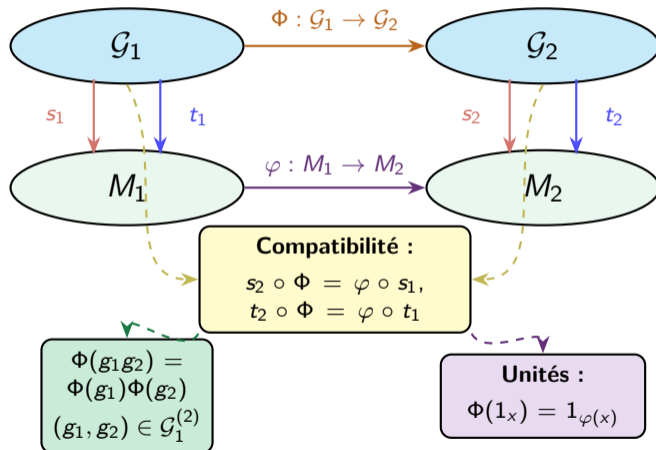 Φ : 𝒢₁ → 𝒢₂
𝒢₁
𝒢₂
s₁
t₁
s₂
t₂
φ : M₁ → M₂
M₁
M₂
Compatibilité :
s₂ ∘ Φ = φ ∘ s₁,
t₂ ∘ Φ = φ ∘ t₁
Φ(g₁g₂) =
Φ(g₁)Φ(g₂)
(g₁, g₂) ∈ 𝒢₁⁽²⁾
Unités :
Φ(1ₓ) = 1_{φ(x)}